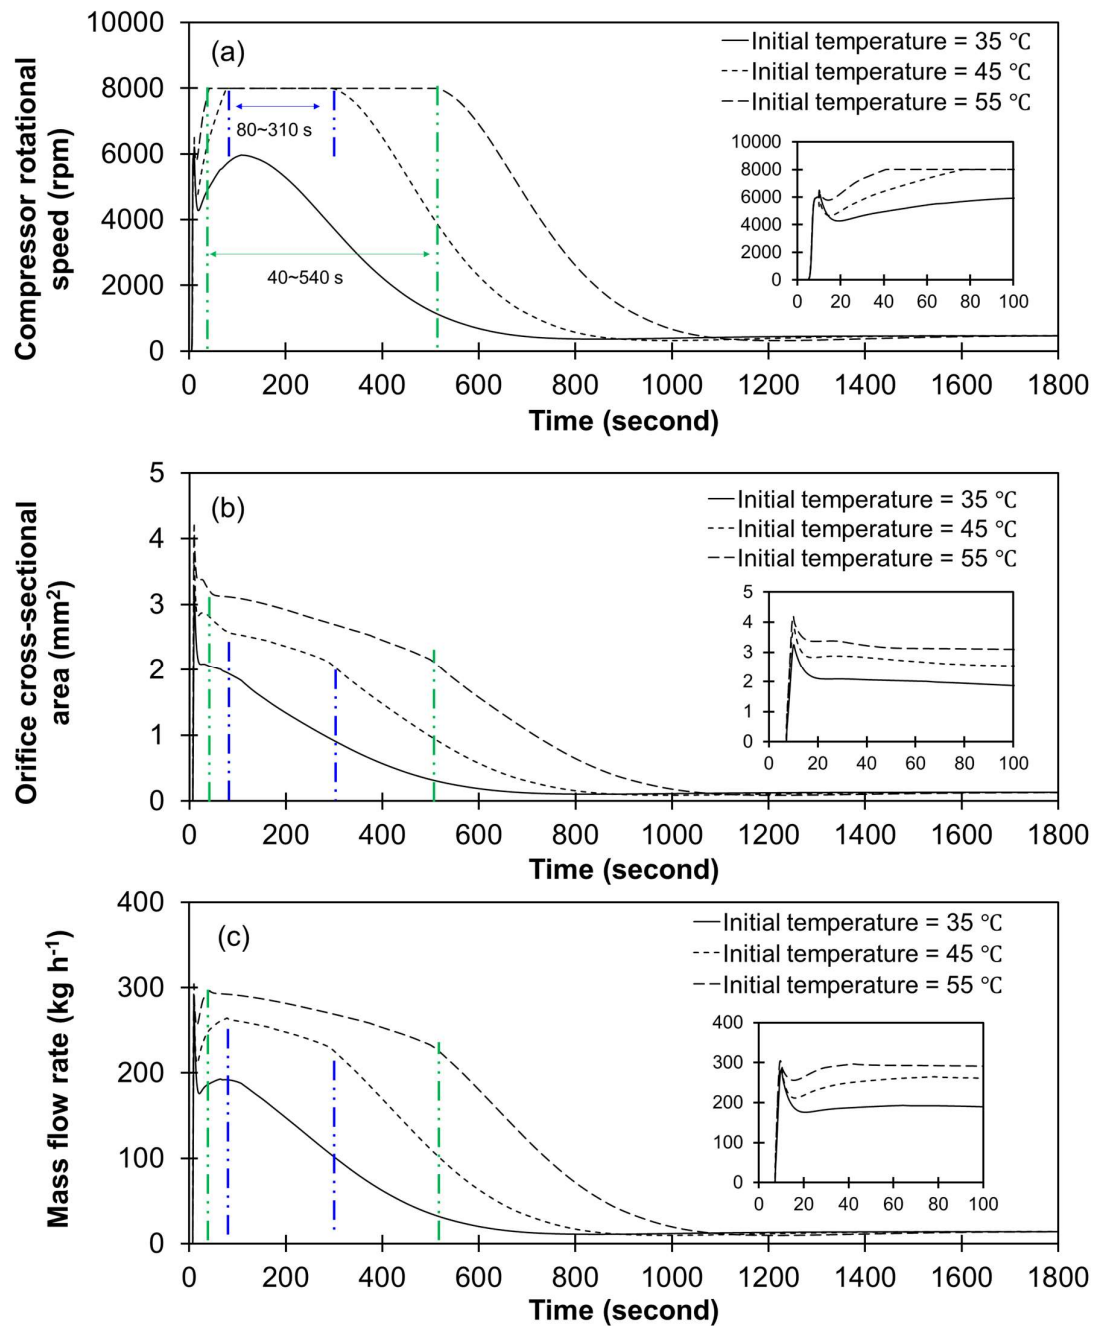 (a)
Compressor rotational
speed (rpm)
10000
8000
6000
4000
2000
0
Initial temperature = 35 ℃
Initial temperature = 45 ℃
Initial temperature = 55 ℃
80~310 s
40~540 s
10000
8000
6000
4000
2000
0
0 20 40 60 80 100
0 200 400 600 800 1000 1200 1400 1600 1800
Time (second)
(b)
Orifice cross-sectional
area (mm²)
5
4
3
2
1
0
Initial temperature = 35 ℃
Initial temperature = 45 ℃
Initial temperature = 55 ℃
5
4
3
2
1
0
0 20 40 60 80 100
0 200 400 600 800 1000 1200 1400 1600 1800
Time (second)
(c)
Mass flow rate (kg h⁻¹)
400
300
200
100
0
Initial temperature = 35 ℃
Initial temperature = 45 ℃
Initial temperature = 55 ℃
400
300
200
100
0
0 20 40 60 80 100
0 200 400 600 800 1000 1200 1400 1600 1800
Time (second)